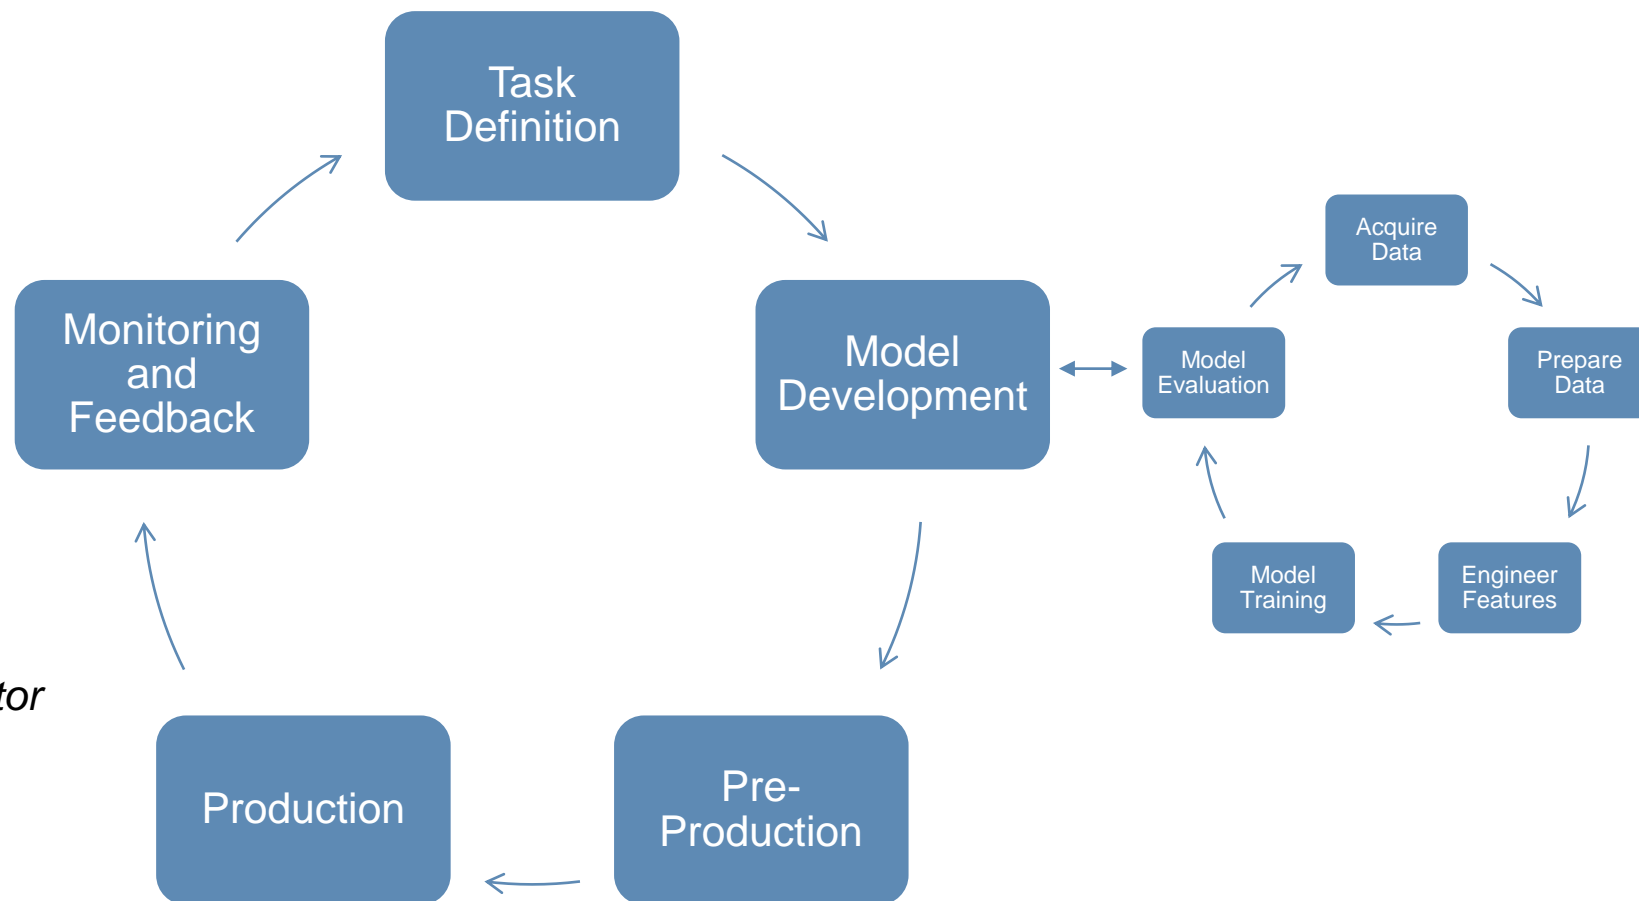 Task
Definition
Monitoring
and
Feedback
Model
Development
Acquire
Data
Model
Evaluation
Prepare
Data
Model
Training
Engineer
Features
tor
Production
Pre-
Production